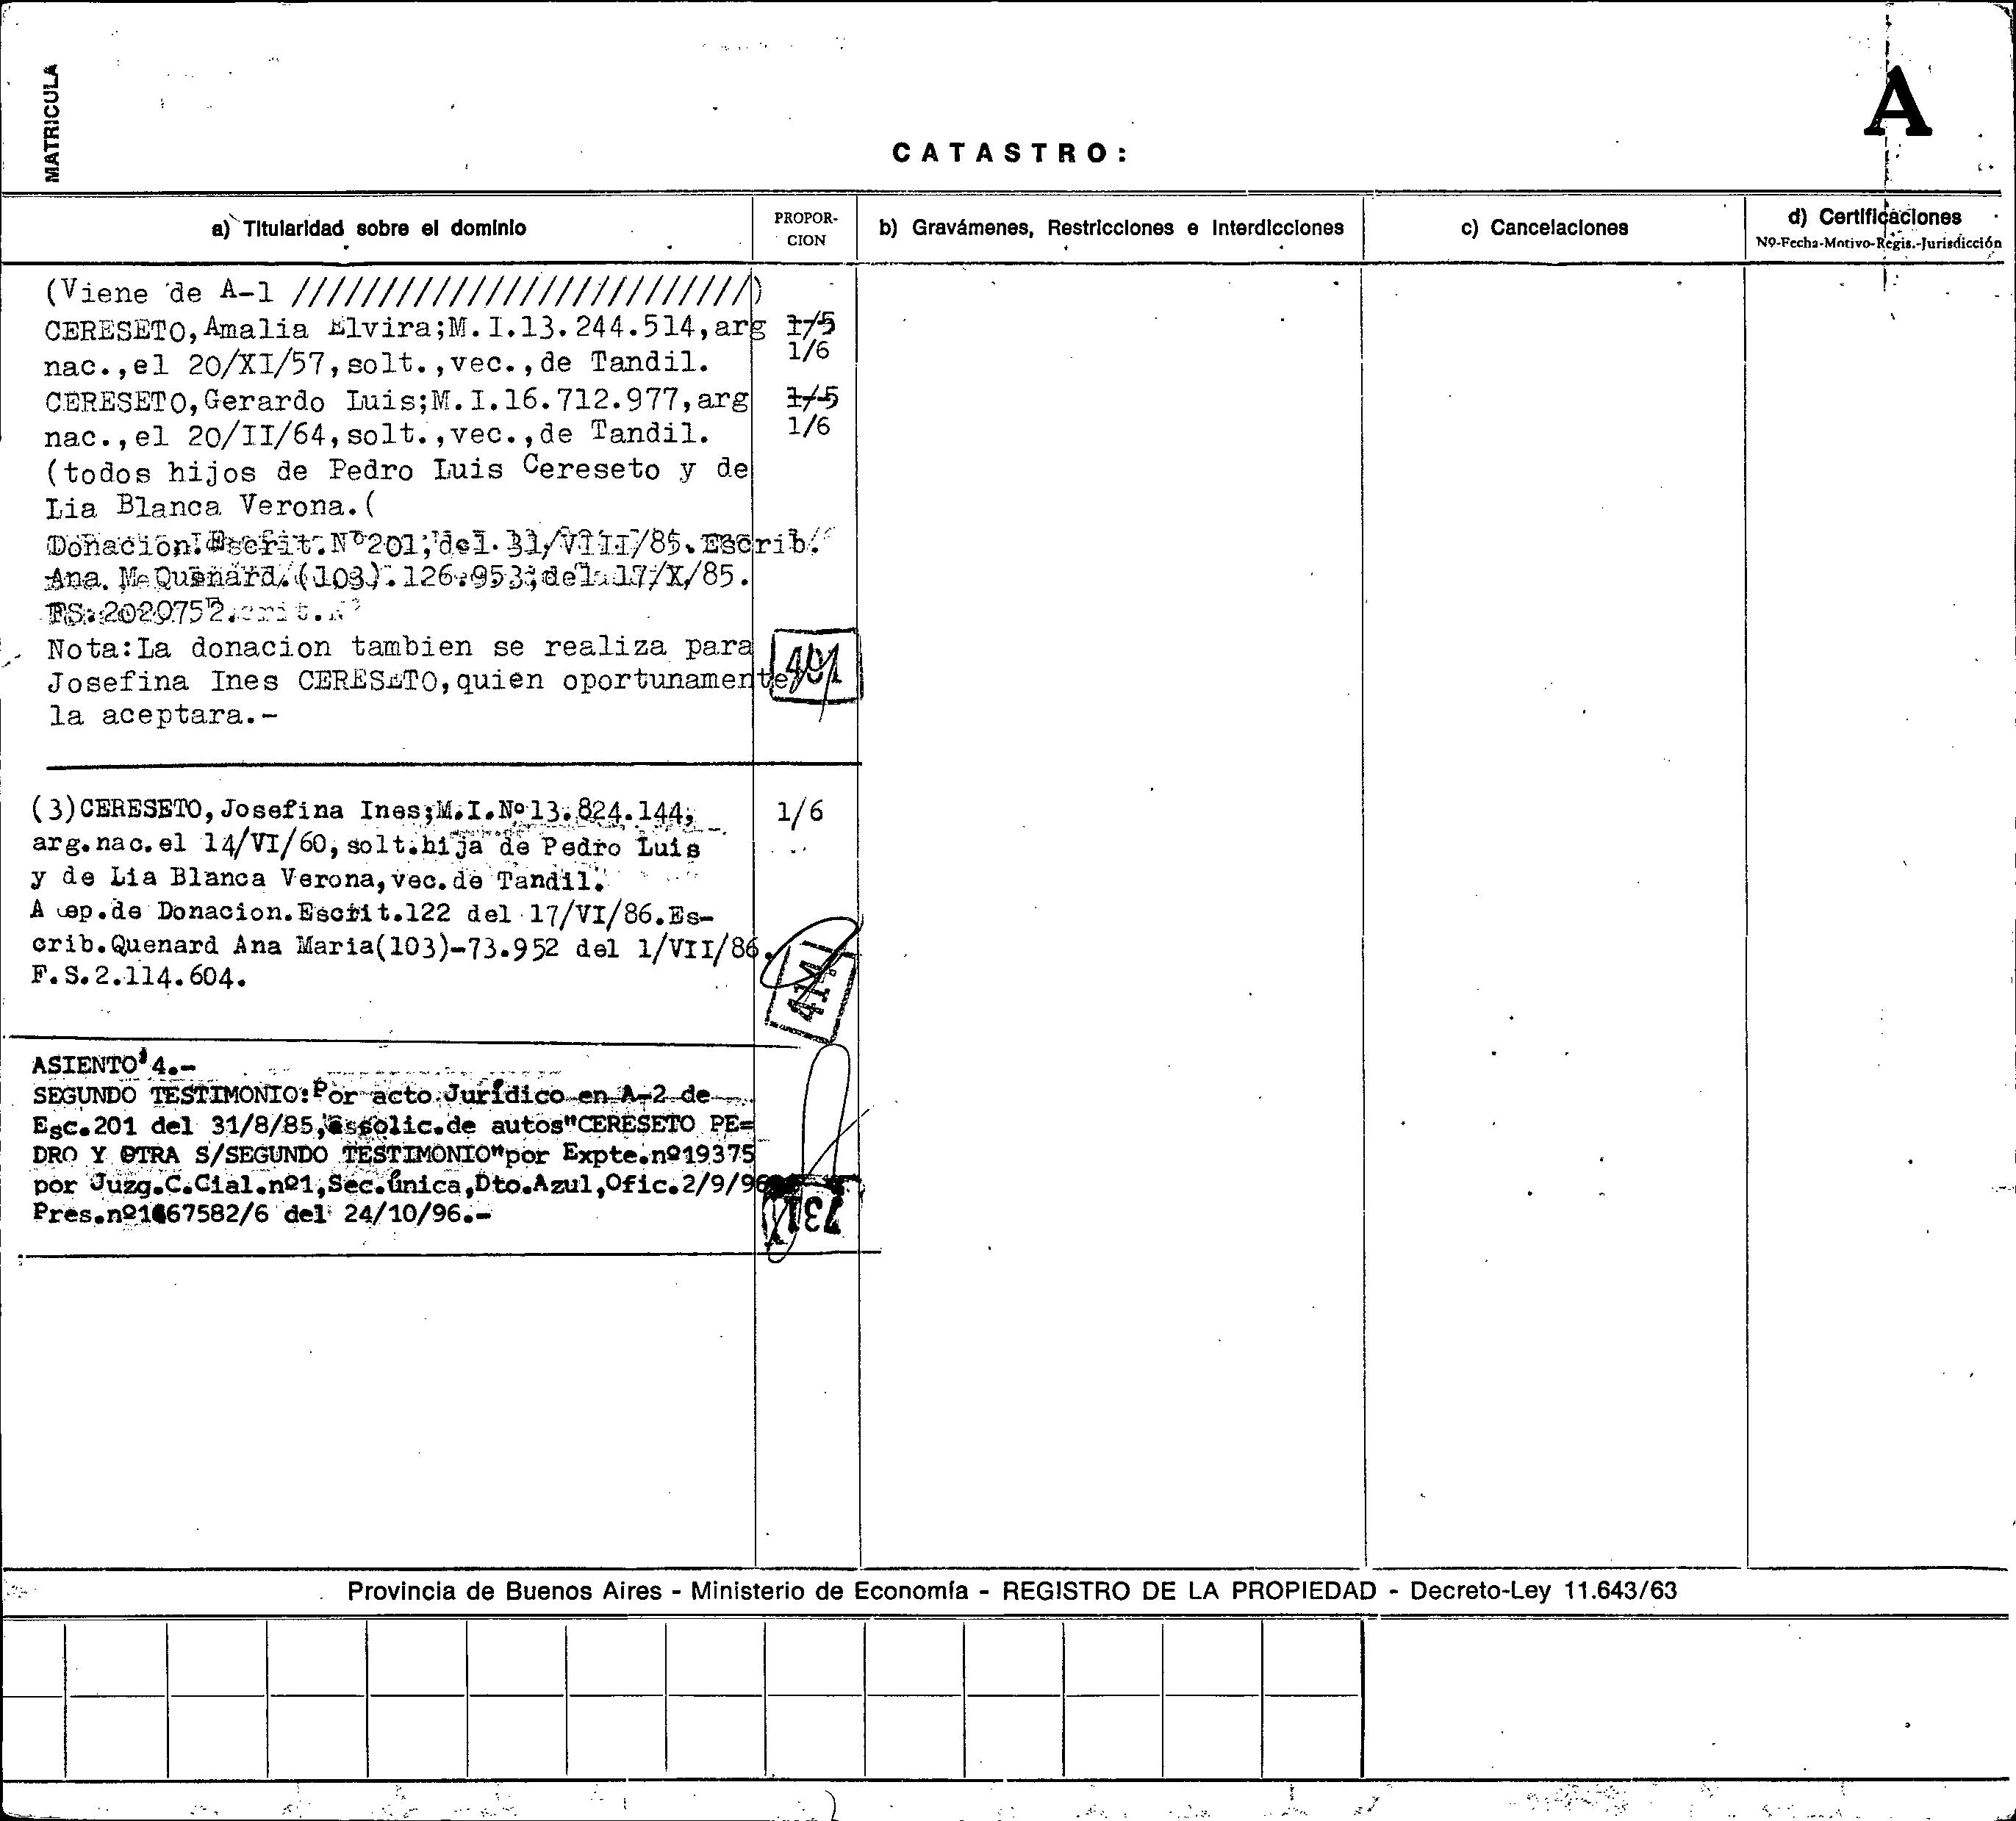 MATRICULA
A
CATASTRO:
a) Titularidad sobre el dominio
PROPOR-
CION
b) Gravámenes, Restricciones e Interdicciones
c) Cancelaciones
d) Certificaciones
Nº-Fecha-Motivo-Regis.-Jurisdicción
(Viene de A-1 //////////////////////////)
CERESETO,Amalia Elvira;M.I.13.244.514,arg 1/5
nac.,el 20/XI/57,solt.,vec.,de Tandil. 1/6
CERESETO,Gerardo Luis;M.I.16.712.977,arg 1/5
nac.,el 20/II/64,solt.,vec.,de Tandil. 1/6
(todos hijos de Pedro Luis Cereseto y de
Lia Blanca Verona.(
Donacion.Escrit.Nº201,del.31/VIII/85.Escrib.
Ana. M.Quenard.(103).126.953;del.17/X/85.
FS.2020752.
Nota:La donacion tambien se realiza para
Josefina Ines CERESETO,quien oportunamente
la aceptara.-
401
(3)CERESETO,Josefina Ines;M.I.Nº13.824.144, 1/6
arg.nac.el 14/VI/60,solt.hija de Pedro Luis
y de Lia Blanca Verona,vec.de Tandil.
Acep.de Donacion.Escrit.122 del 17/VI/86.Es-
crib.Quenard Ana Maria(103)-73.952 del 1/VII/86.
F.S.2.114.604.
ASIENTO 4.-
SEGUNDO TESTIMONIO:Por acto Jurídico en A-2 de
Esc.201 del 31/8/85, solic.de autos"CERESETO PE=
DRO Y OTRA S/SEGUNDO TESTIMONIO"por Expte.nº19375
por Juzg.C.Cial.nº1,Sec.única,Dto.Azul,Ofic.2/9/96
Pres.nº1467582/6 del 24/10/96.-
731
Provincia de Buenos Aires - Ministerio de Economía - REGISTRO DE LA PROPIEDAD - Decreto-Ley 11.643/63